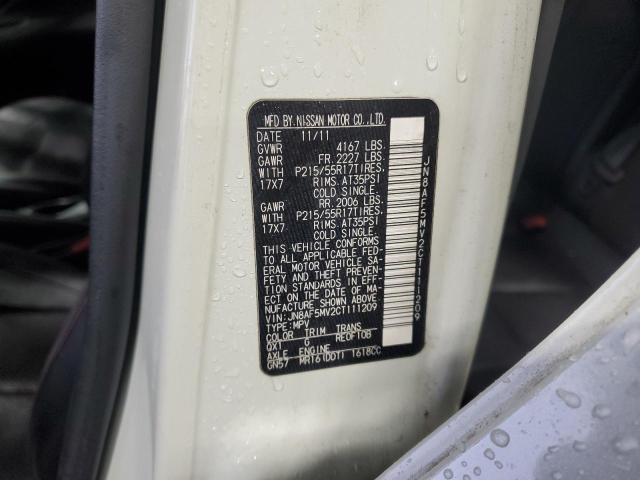 MFD BY NISSAN MOTOR CO.,LTD.
DATE 11/11
GVWR 4167 LBS.
GAWR FR. 2227 LBS.
WITH P215/55R17TIRES,
17X7 RIMS, AT35PSI
COLD SINGLE.
GAWR RR. 2006 LBS.
WITH P215/55R17TIRES,
17X7 RIMS, AT35PSI
COLD SINGLE.
THIS VEHICLE CONFORMS
TO ALL APPLICABLE FED-
ERAL MOTOR VEHICLE SA-
FETY AND THEFT PREVEN-
TION STANDARDS IN EFF-
ECT ON THE DATE OF MA-
NUFACTURE SHOWN ABOVE.
VIN:JN8AF5MV2CT111209
TYPE:MPV
COLOR TRIM TRANS
QX1 G RE0F10B
AXLE ENGINE
GN57 MR16(DDT) 1618CC
JN8AF5MV2CT111209